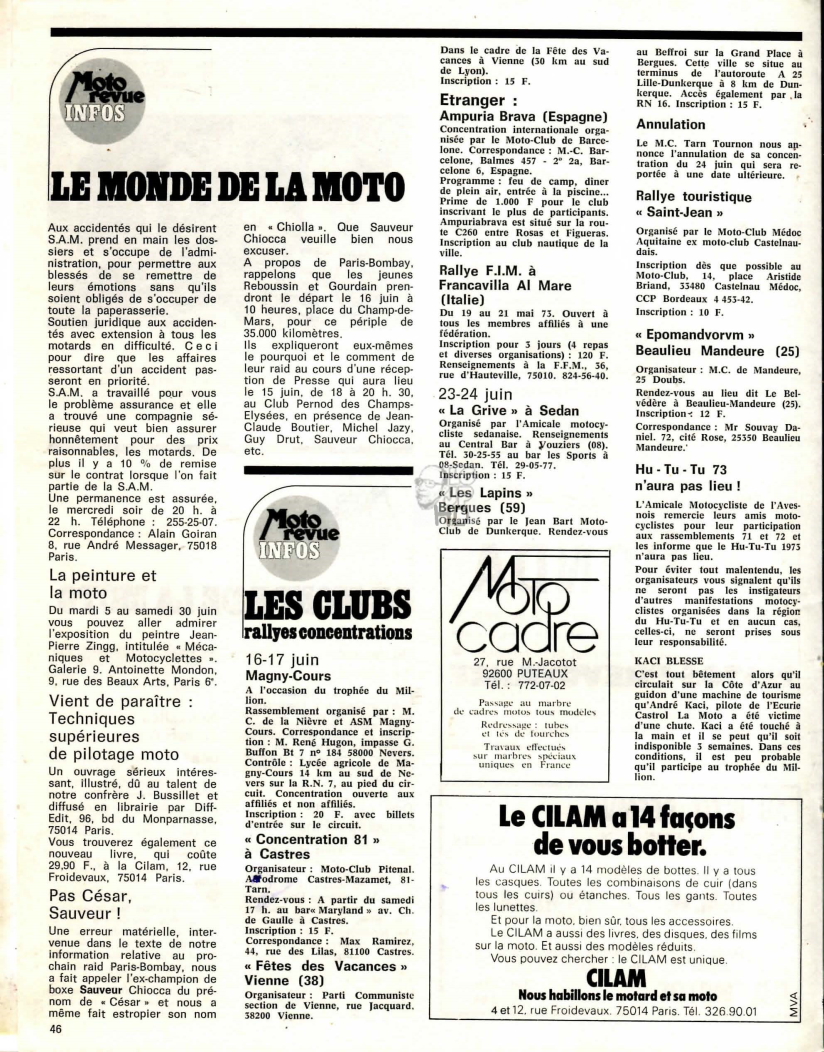 Moto
revue
INFOS
LE MONDE DE LA MOTO
Aux accidentés qui le désirent
S.A.M. prend en main les dos-
siers et s'occupe de l'admi-
nistration, pour permettre aux
blessés de se remettre de
leurs émotions sans qu'ils
soient obligés de s'occuper de
toute la paperasserie.
Soutien juridique aux acciden-
tés avec extension à tous les
motards en difficulté. Ceci
pour dire que les affaires
ressortant d'un accident pas-
seront en priorité.
S.A.M. a travaillé pour vous
le problème assurance et elle
a trouvé une compagnie sé-
rieuse qui veut bien assurer
honnêtement pour des prix
raisonnables, les motards. De
plus il y a 10 % de remise
sur le contrat lorsque l'on fait
partie de la S.A.M.
Une permanence est assurée,
le mercredi soir de 20 h. à
22 h. Téléphone : 255-25-07.
Correspondance : Alain Goiran
8, rue André Messager, 75018
Paris.
La peinture et
la moto
Du mardi 5 au samedi 30 juin
vous pouvez aller admirer
l'exposition du peintre Jean-
Pierre Zingg, intitulée « Méca-
niques et Motocyclettes ».
Galerie 9. Antoinette Mondon,
9, rue des Beaux Arts, Paris 6e.
Vient de paraître :
Techniques
supérieures
de pilotage moto
Un ouvrage sérieux intéres-
sant, illustré, dû au talent de
notre confrère J. Bussillet et
diffusé en librairie par Diff-
Edit, 96, bd du Monparnasse,
75014 Paris.
Vous trouverez également ce
nouveau livre, qui coûte
29,90 F., à la Cilam, 12, rue
Froidevaux, 75014 Paris.
Pas César,
Sauveur !
Une erreur matérielle, inter-
venue dans le texte de notre
information relative au pro-
chain raid Paris-Bombay, nous
a fait appeler l'ex-champion de
boxe Sauveur Chiocca du pré-
nom de « César » et nous a
même fait estropier son nom
46
en « Chiolla ». Que Sauveur
Chiocca veuille bien nous
excuser.
A propos de Paris-Bombay,
rappelons que les jeunes
Reboussin et Gourdain pren-
dront le départ le 16 juin à
10 heures, place du Champ-de-
Mars, pour ce périple de
35.000 kilomètres.
Ils expliqueront eux-mêmes
le pourquoi et le comment de
leur raid au cours d'une récep-
tion de Presse qui aura lieu
le 15 juin, de 18 à 20 h. 30,
au Club Pernod des Champs-
Elysées, en présence de Jean-
Claude Boutier, Michel Jazy,
Guy Drut, Sauveur Chiocca,
etc.
Moto
revue
INFOS
LES CLUBS
rallyes concentrations
16-17 juin
Magny-Cours
A l'occasion du trophée du Mil-
lion.
Rassemblement organisé par : M.
C. de la Nièvre et ASM Magny-
Cours. Correspondance et inscrip-
tion : M. René Hugon, impasse G.
Buffon Bt 7 nº 184 58000 Nevers.
Contrôle : Lycée agricole de Ma-
gny-Cours 14 km au sud de Ne-
vers sur la R.N. 7, au pied du cir-
cuit. Concentration ouverte aux
affiliés et non affiliés.
Inscription : 20 F. avec billets
d'entrée sur le circuit.
« Concentration 81 »
à Castres
Organisateur : Moto-Club Pitenal.
Aérodrome Castres-Mazamet, 81-
Tarn.
Rendez-vous : A partir du samedi
17 h. au bar« Maryland » av. Ch.
de Gaulle à Castres.
Inscription : 15 F.
Correspondance : Max Ramirez,
44, rue des Lilas, 81100 Castres.
« Fêtes des Vacances »
Vienne (38)
Organisateur : Parti Communiste
section de Vienne, rue Jacquard.
38200 Vienne.
Dans le cadre de la Fête des Va-
cances à Vienne (30 km au sud
de Lyon).
Inscription : 15 F.
Etranger :
Ampuria Brava (Espagne)
Concentration internationale orga-
nisée par le Moto-Club de Barce-
lone. Correspondance : M.-C. Bar-
celone, Balmes 457 - 2º 2a, Bar-
celone 6, Espagne.
Programme : feu de camp, dîner
de plein air, entrée à la piscine...
Prime de 1.000 F pour le club
inscrivant le plus de participants.
Ampuriabrava est situé sur la rou-
te C260 entre Rosas et Figueras.
Inscription au club nautique de la
ville.
Rallye F.I.M. à
Francavilla Al Mare
(Italie)
Du 19 au 21 mai 73. Ouvert à
tous les membres affiliés à une
fédération.
Inscription pour 3 jours (4 repas
et diverses organisations) : 120 F.
Renseignements à la F.F.M., 36,
rue d'Hauteville, 75010. 824-56-40.
23-24 juin
« La Grive » à Sedan
Organisé par l'Amicale motocy-
cliste sedanaise. Renseignements
au Central Bar à Vouziers (08).
Tél. 30-25-55 au bar les Sports à
08-Sedan. Tél. 29-05-77.
Inscription : 15 F.
« Les Lapins »
Bergues (59)
Organisé par le Jean Bart Moto-
Club de Dunkerque. Rendez-vous
Moto
cadre
27, rue M.-Jacotot
92600 PUTEAUX
Tél. : 772-07-02
Passage au marbre
de cadres motos tous modèles
Redressage : tubes
et tés de fourches
Travaux effectués
sur marbres spéciaux
uniques en France
au Beffroi sur la Grand Place à
Bergues. Cette ville se situe au
terminus de l'autoroute A 25
Lille-Dunkerque à 8 km de Dun-
kerque. Accès également par la
RN 16. Inscription : 15 F.
Annulation
Le M.C. Tarn Tournon nous an-
nonce l'annulation de sa concen-
tration du 24 juin qui sera re-
portée à une date ultérieure.
Rallye touristique
« Saint-Jean »
Organisé par le Moto-Club Médoc
Aquitaine ex moto-club Castelnau-
dais.
Inscription dès que possible au
Moto-Club, 14, place Aristide
Briand, 33480 Castelnau Médoc,
CCP Bordeaux 4 453-42.
Inscription : 10 F.
« Epomandvorvm »
Beaulieu Mandeure (25)
Organisateur : M.C. de Mandeure,
25 Doubs.
Rendez-vous au lieu dit Le Bel-
védère à Beaulieu-Mandeure (25).
Inscription : 12 F.
Correspondance : Mr Souvay Da-
niel. 72, cité Rose, 25350 Beaulieu
Mandeure.
Hu - Tu - Tu 73
n'aura pas lieu !
L'Amicale Motocycliste de l'Aves-
nois remercie leurs amis moto-
cyclistes pour leur participation
aux rassemblements 71 et 72 et
les informe que le Hu-Tu-Tu 1973
n'aura pas lieu.
Pour éviter tout malentendu, les
organisateurs vous signalent qu'ils
ne seront pas les instigateurs
d'autres manifestations motocy-
clistes organisées dans la région
du Hu-Tu-Tu et en aucun cas,
celles-ci, ne seront prises sous
leur responsabilité.
KACI BLESSE
C'est tout bêtement alors qu'il
circulait sur la Côte d'Azur au
guidon d'une machine de tourisme
qu'André Kaci, pilote de l'Ecurie
Castrol La Moto a été victime
d'une chute. Kaci a été touché à
la main et il se peut qu'il soit
indisponible 3 semaines. Dans ces
conditions, il est peu probable
qu'il participe au trophée du Mil-
lion.
Le CILAM a 14 façons
de vous botter.
Au CILAM il y a 14 modèles de bottes. Il y a tous
les casques. Toutes les combinaisons de cuir (dans
tous les cuirs) ou étanches. Tous les gants. Toutes
les lunettes.
Et pour la moto, bien sûr, tous les accessoires.
Le CILAM a aussi des livres, des disques, des films
sur la moto. Et aussi des modèles réduits.
Vous pouvez chercher : le CILAM est unique.
CILAM
Nous habillons le motard et sa moto
4 et 12, rue Froidevaux. 75014 Paris. Tél. 326.90.01
MVA